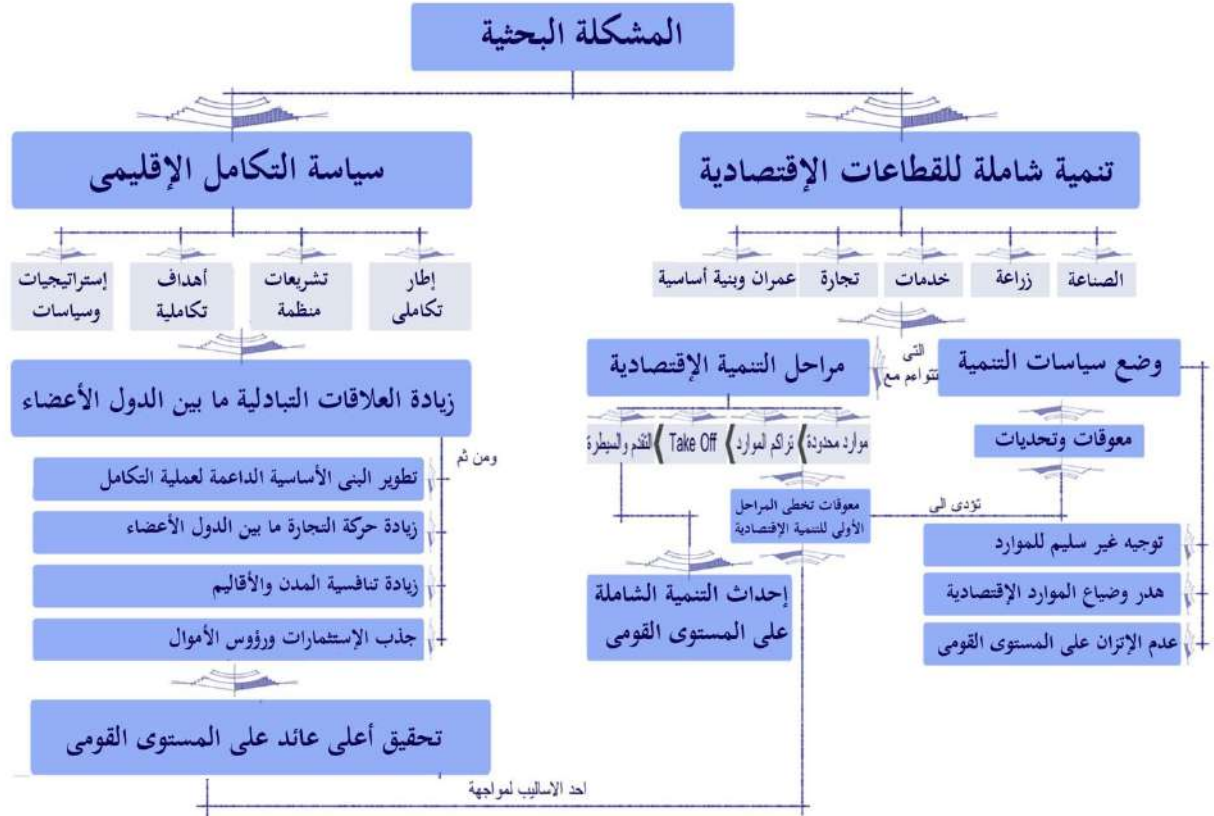 المشكلة البحثية
تنمية شاملة للقطاعات الإقتصادية
الصناعة
زراعة
خدمات
تجارة
عمران وبنية أساسية
وضع سياسات التنمية
التى
تتواءم مع
مراحل التنمية الإقتصادية
موارد محدودة
تراكم الموارد
Take Off
التقدم والسيطرة
معوقات وتحديات
تؤدى الى
معوقات تخطى المراحل
الأولى للتنمية الإقتصادية
توجيه غير سليم للموارد
هدر وضياع الموارد الإقتصادية
عدم الإتزان على المستوى القومى
إحداث التنمية الشاملة
على المستوى القومى
سياسة التكامل الإقليمى
إطار
تكاملى
تشريعات
منظمة
أهداف
تكاملية
إستراتيجيات
وسياسات
زيادة العلاقات التبادلية ما بين الدول الأعضاء
ومن ثم
تطوير البنى الأساسية الداعمة لعملية التكامل
زيادة حركة التجارة ما بين الدول الأعضاء
زيادة تنافسية المدن والأقاليم
جذب الإستثمارات ورؤوس الأموال
تحقيق أعلى عائد على المستوى القومى
احد الاساليب لمواجهة